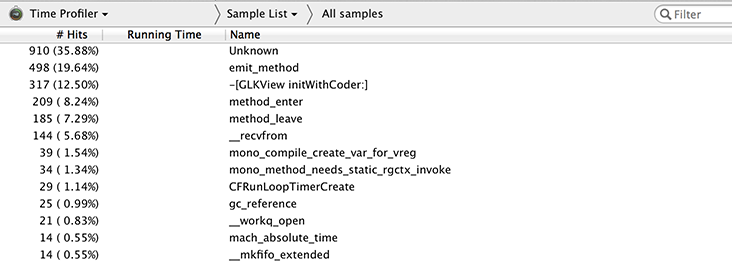 Time Profiler Sample List All samples Filter
# Hits Running Time Name
910 (35.88%) Unknown
498 (19.64%) emit_method
317 (12.50%) -[GLKView initWithCoder:]
209 ( 8.24%) method_enter
185 ( 7.29%) method_leave
144 ( 5.68%) __recvfrom
39 ( 1.54%) mono_compile_create_var_for_vreg
34 ( 1.34%) mono_method_needs_static_rgctx_invoke
29 ( 1.14%) CFRunLoopTimerCreate
25 ( 0.99%) gc_reference
21 ( 0.83%) __workq_open
14 ( 0.55%) mach_absolute_time
14 ( 0.55%) __mkfifo_extended